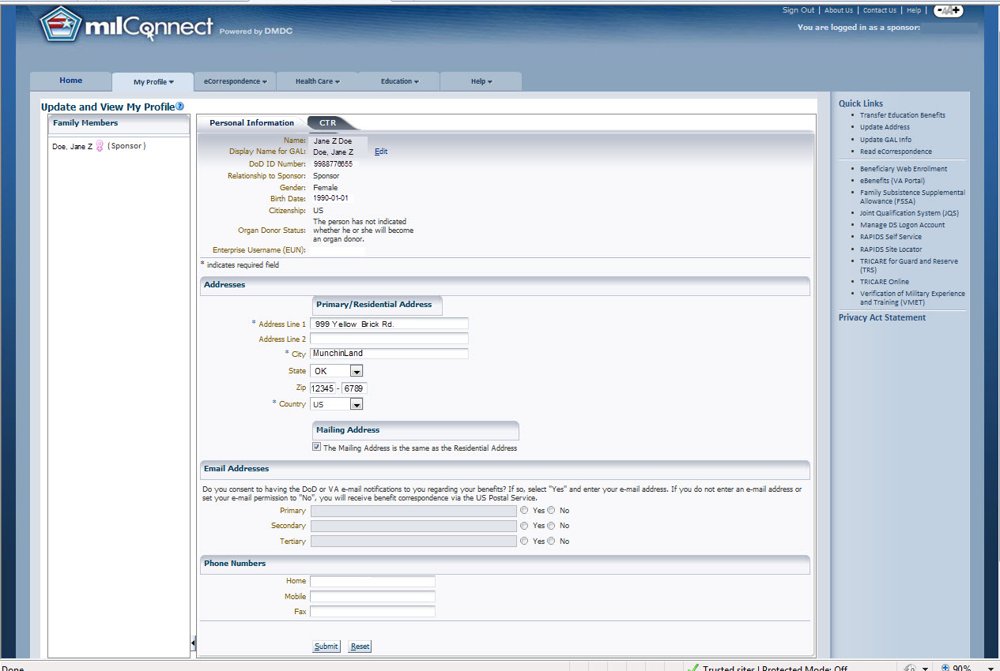 Sign Out | About Us | Contact Us | Help | -AA+
milConnect Powered by DMDC
You are logged in as a sponsor:
Home My Profile eCorrespondence Health Care Education Help
Update and View My Profile
Family Members
Doe, Jane Z (Sponsor)
Personal Information CTR
Name: Jane Z Doe
Display Name for GAL: Doe, Jane Z Edit
DoD ID Number: 9988776655
Relationship to Sponsor: Sponsor
Gender: Female
Birth Date: 1990-01-01
Citizenship: US
Organ Donor Status: The person has not indicated
whether he or she will become
an organ donor.
Enterprise Username (EUN):
* indicates required field
Addresses
Primary/Residential Address
* Address Line 1 999 Yellow Brick Rd.
Address Line 2
* City MunchinLand
State OK
Zip 12345 - 6789
* Country US
Mailing Address
The Mailing Address is the same as the Residential Address
Email Addresses
Do you consent to having the DoD or VA e-mail notifications to you regarding your benefits? If so, select "Yes" and enter your e-mail address. If you do not enter an e-mail address or
set your e-mail permission to "No", you will receive benefit correspondence via the US Postal Service.
Primary Yes No
Secondary Yes No
Tertiary Yes No
Phone Numbers
Home
Mobile
Fax
Submit Reset
Quick Links
Transfer Education Benefits
Update Address
Update GAL Info
Read eCorrespondence
Beneficiary Web Enrollment
eBenefits (VA Portal)
Family Subsistence Supplemental
Allowance (FSSA)
Joint Qualification System (JQS)
Manage DS Logon Account
RAPIDS Self Service
RAPIDS Site Locator
TRICARE for Guard and Reserve
(TRS)
TRICARE Online
Verification of Military Experience
and Training (VMET)
Privacy Act Statement
Done Trusted sites | Protected Mode: Off 90%